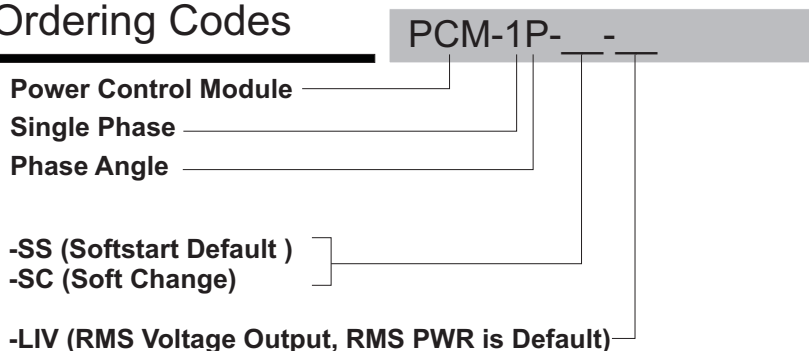 Ordering Codes
PCM-1P-__-__
Power Control Module
Single Phase
Phase Angle
-SS (Softstart Default )
-SC (Soft Change)
-LIV (RMS Voltage Output, RMS PWR is Default)